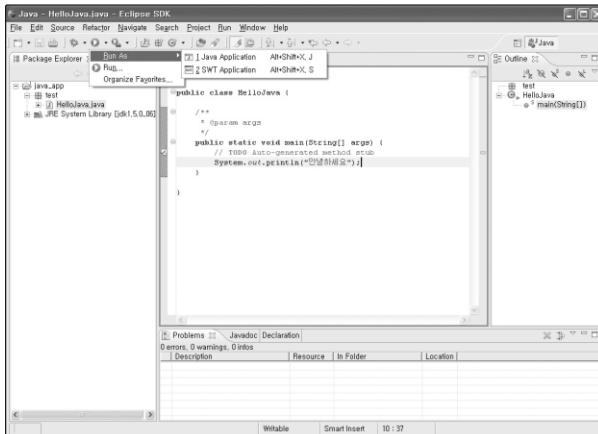 Java - HelloJava.java - Eclipse SDK
File Edit Source Refactor Navigate Search Project Run Window Help
Java
Package Explorer
Run As
1 Java Application Alt+Shift+X, J
Run...
2 SWT Application Alt+Shift+X, S
Organize Favorites...
Outline
java_app
test
HelloJava.java
JRE System Library [jdk1.5.0_06]
public class HelloJava {
/**
* @param args
*/
public static void main(String[] args) {
// TODO Auto-generated method stub
System.out.println("안녕하세요");
}
}
test
HelloJava
main(String[])
Problems Javadoc Declaration
0 errors, 0 warnings, 0 infos
Description Resource In Folder Location
Writable Smart Insert 10 : 37